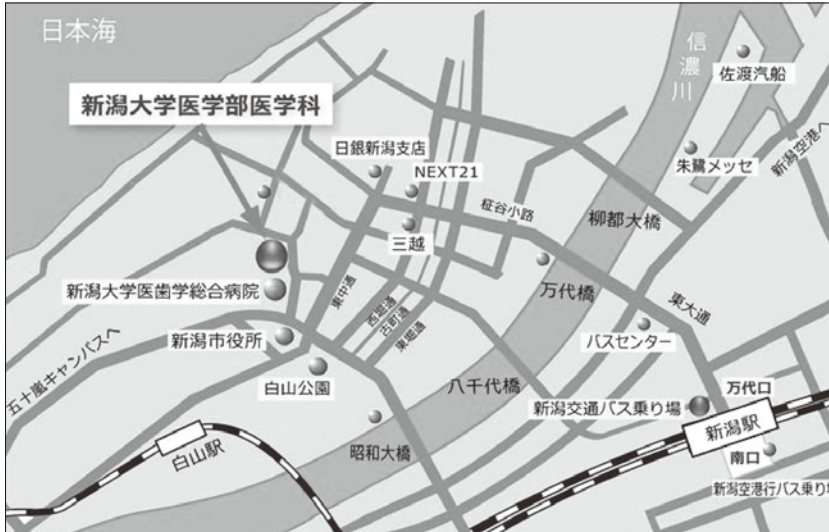 日本海
信濃川
佐渡汽船
新潟大学医学部医学科
日銀新潟支店
NEXT21
朱鷺メッセ
新潟空港へ
柾谷小路
柳都大橋
三越
新潟大学医歯学総合病院
東中通
万代橋
西堀通
古町通
東堀通
東大通
新潟市役所
バスセンター
五十嵐キャンパスへ
白山公園
八千代橋
万代口
新潟交通バス乗り場
新潟駅
白山駅
昭和大橋
南口
新潟空港行バス乗り場